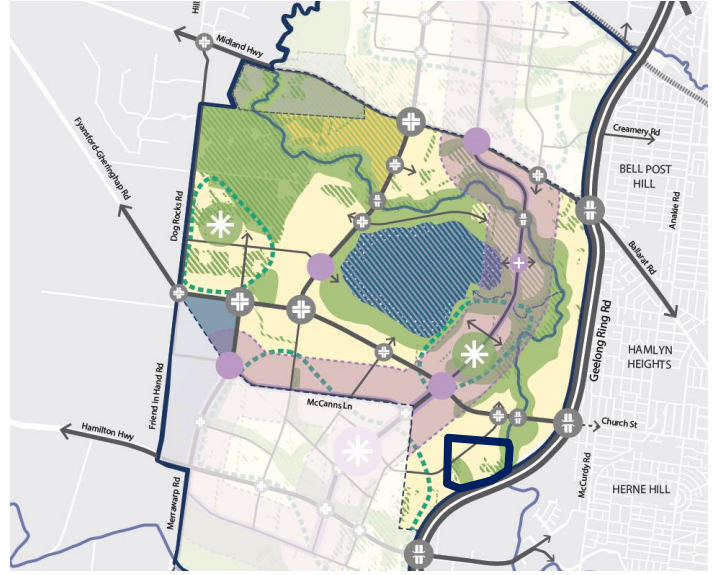 Hill
Midland Hwy
Fyansford-Gheringhap Rd
Creamery Rd
BELL POST
HILL
Anakie Rd
Dog Rocks Rd
Ballarat Rd
Geelong Ring Rd
HAMLYN
HEIGHTS
Friend In Hand Rd
McCanns Ln
Church St
Hamilton Hwy
McCurdy Rd
HERNE HILL
Merrawarp Rd